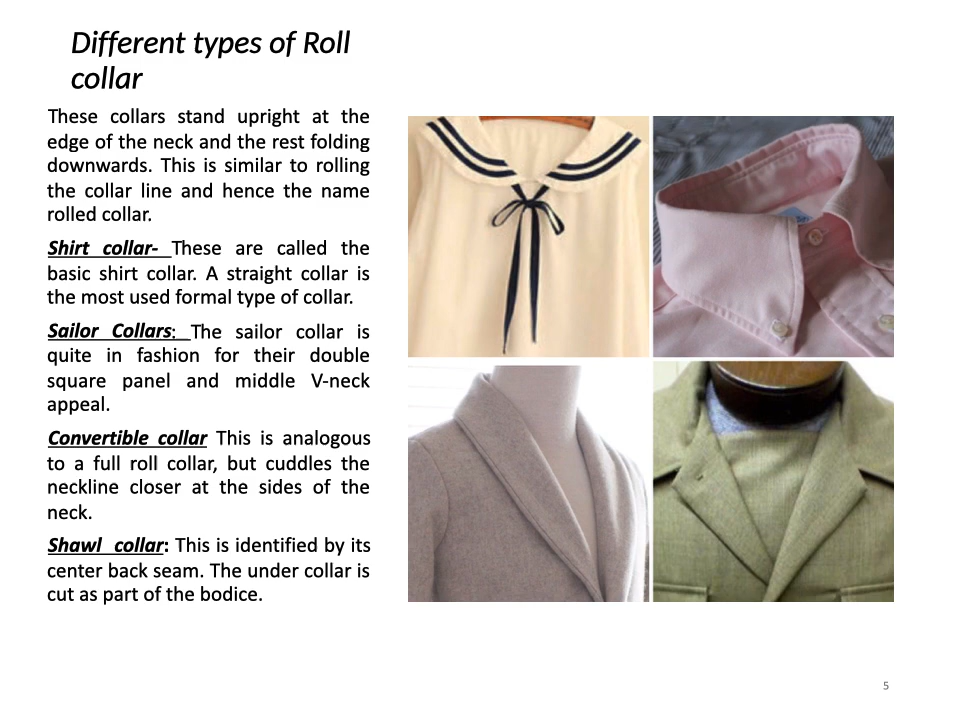 Different types of Roll
collar
These collars stand upright at the
edge of the neck and the rest folding
downwards. This is similar to rolling
the collar line and hence the name
rolled collar.
Shirt collar- These are called the
basic shirt collar. A straight collar is
the most used formal type of collar.
Sailor Collars: The sailor collar is
quite in fashion for their double
square panel and middle V-neck
appeal.
Convertible collar This is analogous
to a full roll collar, but cuddles the
neckline closer at the sides of the
neck.
Shawl collar: This is identified by its
center back seam. The under collar is
cut as part of the bodice.
5